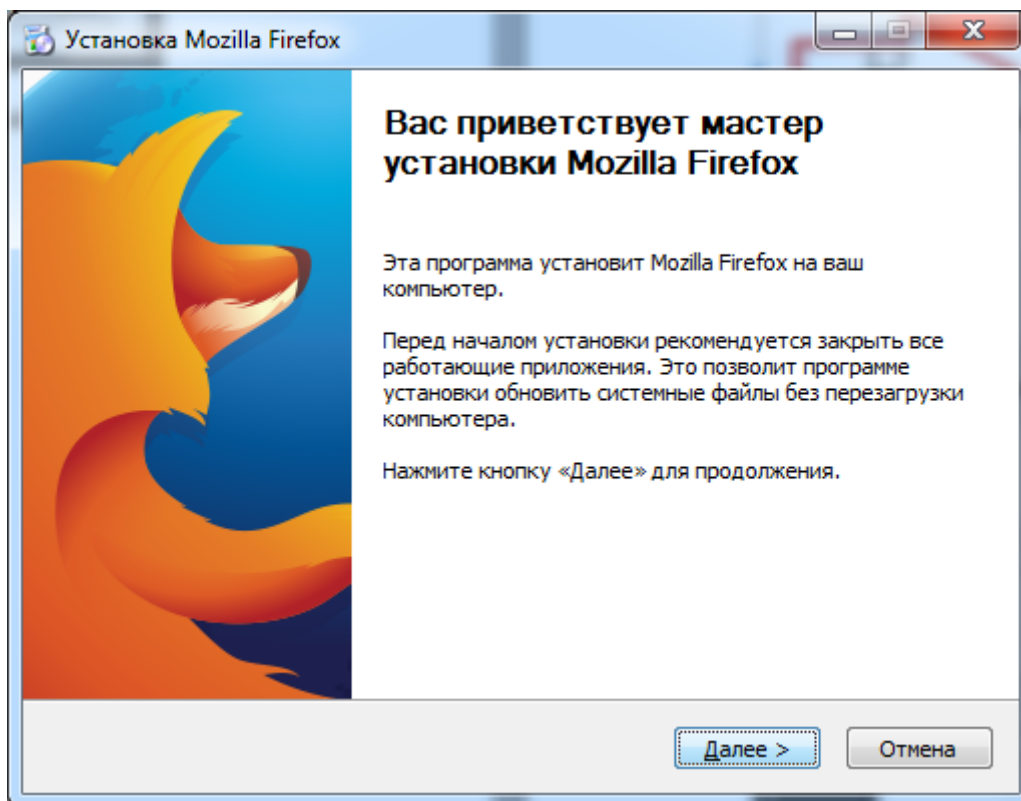 Установка Mozilla Firefox
Вас приветствует мастер
установки Mozilla Firefox
Эта программа установит Mozilla Firefox на ваш
компьютер.
Перед началом установки рекомендуется закрыть все
работающие приложения. Это позволит программе
установки обновить системные файлы без перезагрузки
компьютера.
Нажмите кнопку «Далее» для продолжения.
Далее >
Отмена